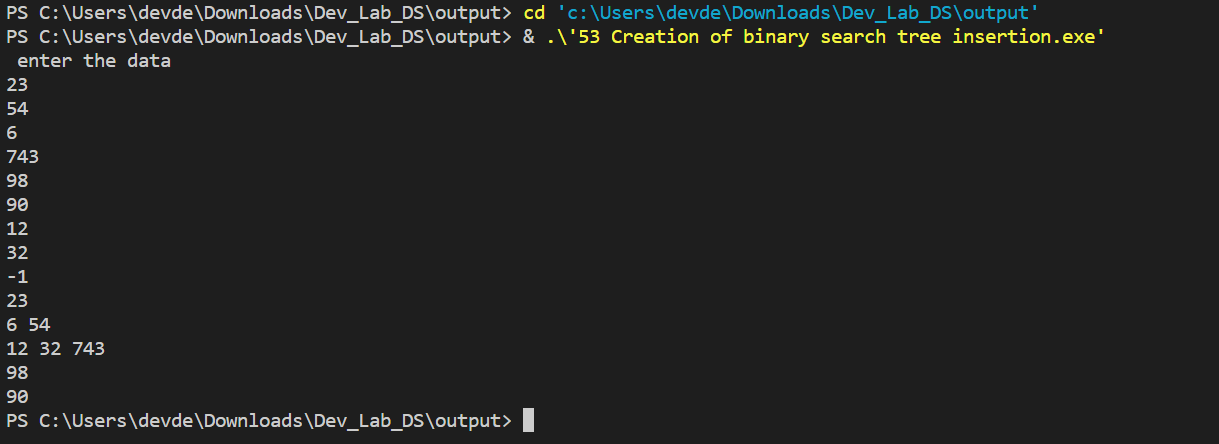 PS C:\Users\devde\Downloads\Dev_Lab_DS\output> cd 'c:\Users\devde\Downloads\Dev_Lab_DS\output'
PS C:\Users\devde\Downloads\Dev_Lab_DS\output> & .\'53 Creation of binary search tree insertion.exe'
 enter the data
23
54
6
743
98
90
12
32
-1
23
6 54
12 32 743
98
90
PS C:\Users\devde\Downloads\Dev_Lab_DS\output>